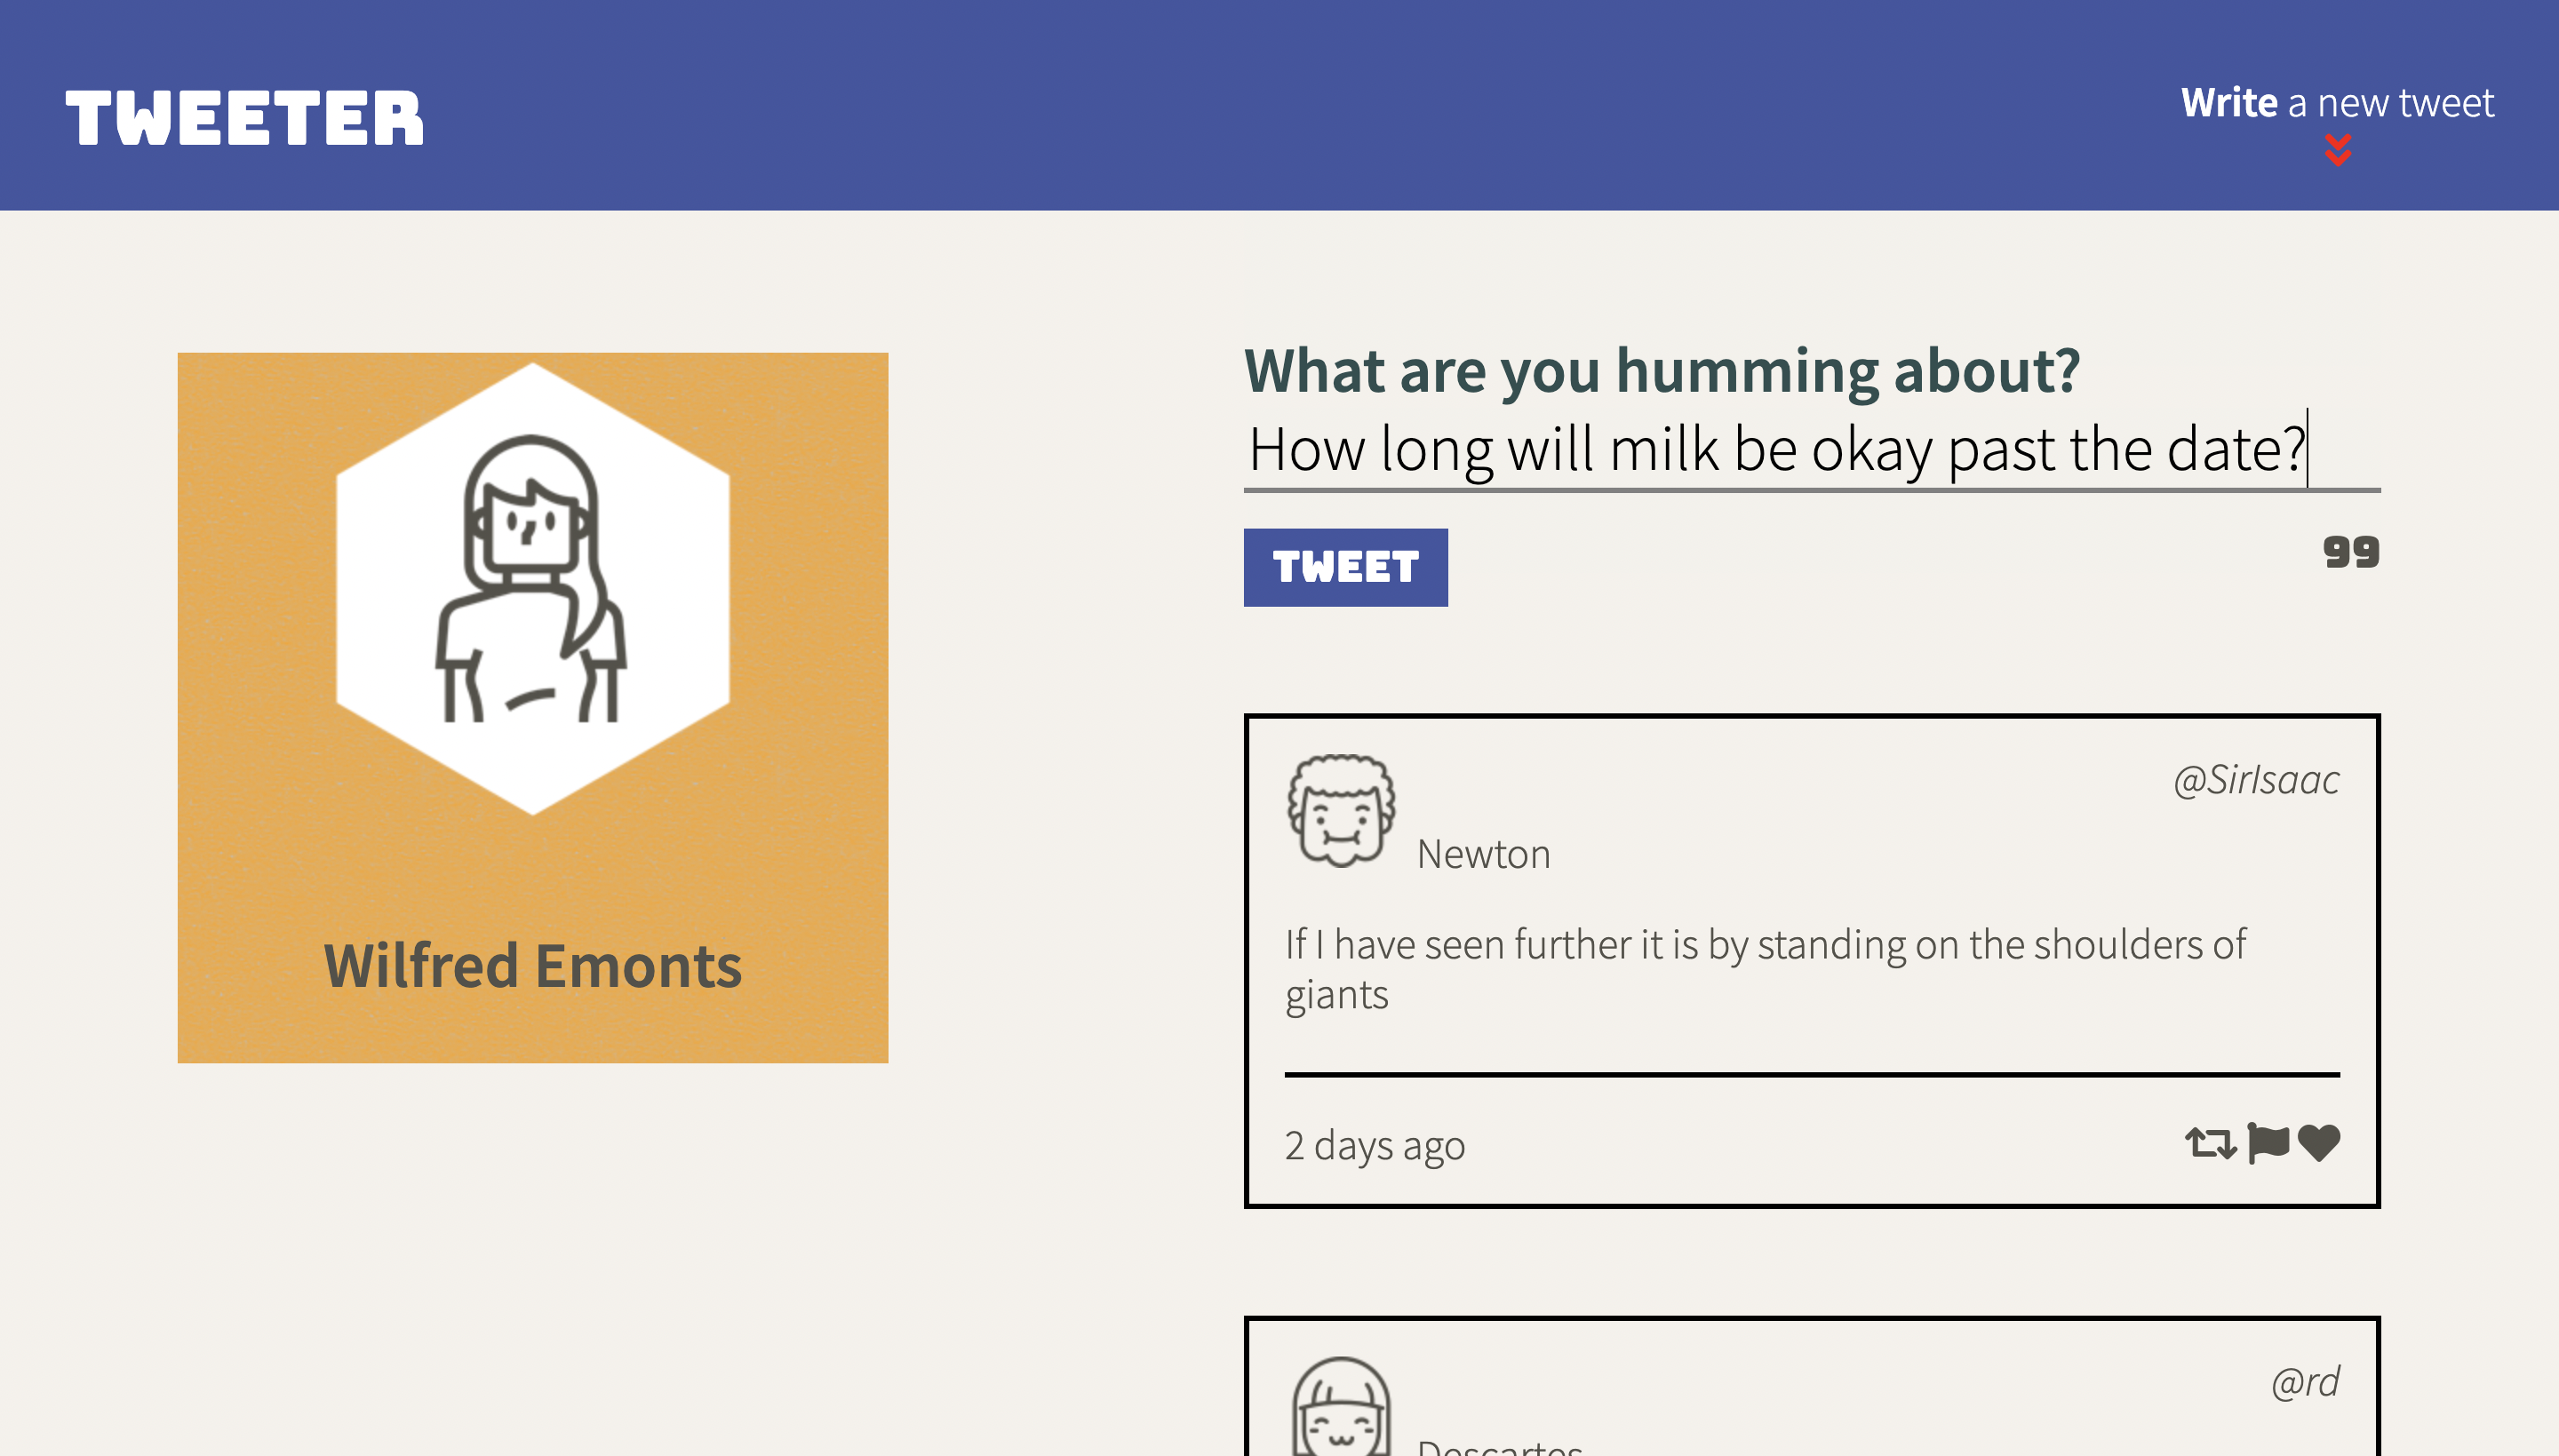 TWEETER
Write a new tweet
Wilfred Emonts
What are you humming about?
How long will milk be okay past the date?
TWEET
99
@SirIsaac
Newton
If I have seen further it is by standing on the shoulders of
giants
2 days ago
@rd
Descartes